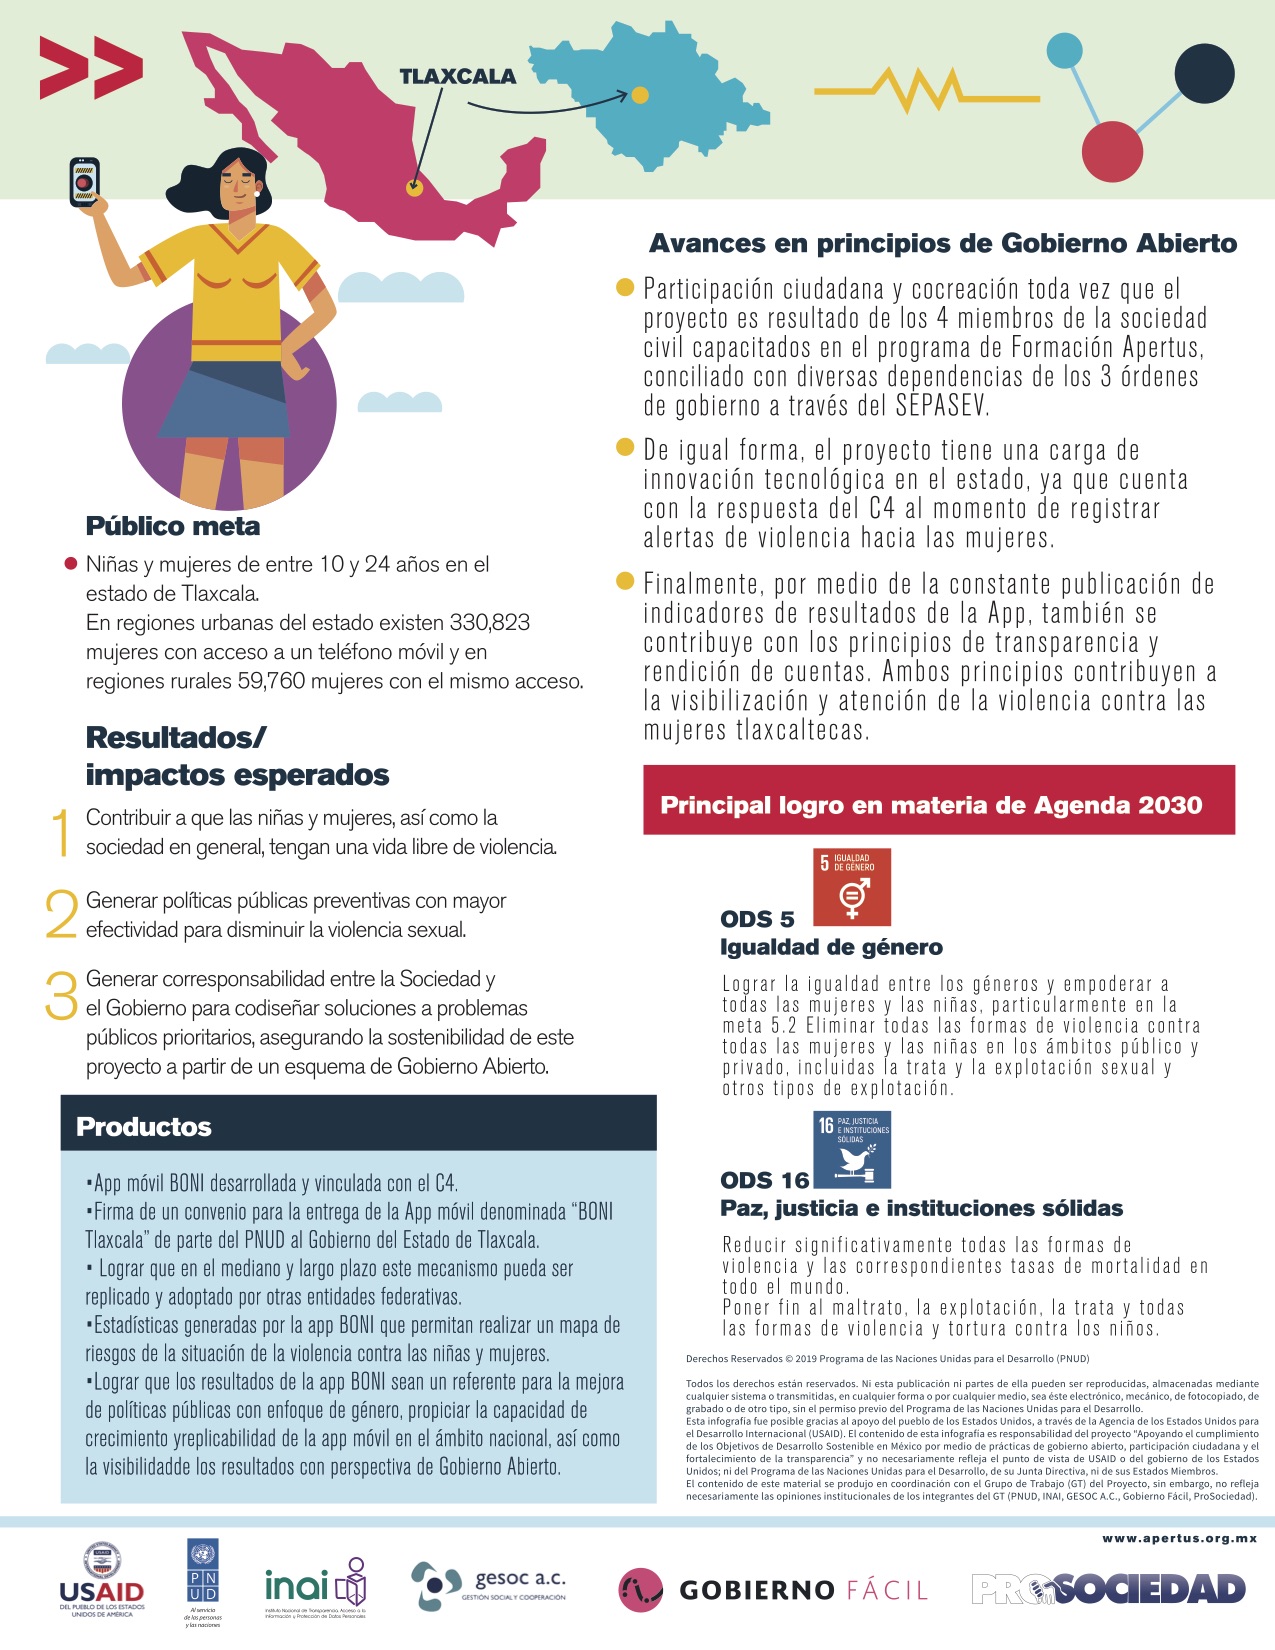 TLAXCALA
Público meta
Niñas y mujeres de entre 10 y 24 años en el
estado de Tlaxcala.
En regiones urbanas del estado existen 330,823
mujeres con acceso a un teléfono móvil y en
regiones rurales 59,760 mujeres con el mismo acceso.
Resultados/
impactos esperados
1
Contribuir a que las niñas y mujeres, así como la
sociedad en general, tengan una vida libre de violencia.
2
Generar políticas públicas preventivas con mayor
efectividad para disminuir la violencia sexual.
3
Generar corresponsabilidad entre la Sociedad y
el Gobierno para codiseñar soluciones a problemas
públicos prioritarios, asegurando la sostenibilidad de este
proyecto a partir de un esquema de Gobierno Abierto.
Productos
•App móvil BONI desarrollada y vinculada con el C4.
•Firma de un convenio para la entrega de la App móvil denominada “BONI
Tlaxcala” de parte del PNUD al Gobierno del Estado de Tlaxcala.
• Lograr que en el mediano y largo plazo este mecanismo pueda ser
replicado y adoptado por otras entidades federativas.
•Estadísticas generadas por la app BONI que permitan realizar un mapa de
riesgos de la situación de la violencia contra las niñas y mujeres.
•Lograr que los resultados de la app BONI sean un referente para la mejora
de políticas públicas con enfoque de género, propiciar la capacidad de
crecimiento yreplicabilidad de la app móvil en el ámbito nacional, así como
la visibilidadde los resultados con perspectiva de Gobierno Abierto.
Avances en principios de Gobierno Abierto
Participación ciudadana y cocreación toda vez que el
proyecto es resultado de los 4 miembros de la sociedad
civil capacitados en el programa de Formación Apertus,
conciliado con diversas dependencias de los 3 órdenes
de gobierno a través del SEPASEV.
De igual forma, el proyecto tiene una carga de
innovación tecnológica en el estado, ya que cuenta
con la respuesta del C4 al momento de registrar
alertas de violencia hacia las mujeres.
Finalmente, por medio de la constante publicación de
indicadores de resultados de la App, también se
contribuye con los principios de transparencia y
rendición de cuentas. Ambos principios contribuyen a
la visibilización y atención de la violencia contra las
mujeres tlaxcaltecas.
Principal logro en materia de Agenda 2030
5 IGUALDAD
DE GÉNERO
ODS 5
Igualdad de género
Lograr la igualdad entre los géneros y empoderar a
todas las mujeres y las niñas, particularmente en la
meta 5.2 Eliminar todas las formas de violencia contra
todas las mujeres y las niñas en los ámbitos público y
privado, incluidas la trata y la explotación sexual y
otros tipos de explotación.
16 PAZ, JUSTICIA
E INSTITUCIONES
SÓLIDAS
ODS 16
Paz, justicia e instituciones sólidas
Reducir significativamente todas las formas de
violencia y las correspondientes tasas de mortalidad en
todo el mundo.
Poner fin al maltrato, la explotación, la trata y todas
las formas de violencia y tortura contra los niños.
Derechos Reservados © 2019 Programa de las Naciones Unidas para el Desarrollo (PNUD)
Todos los derechos están reservados. Ni esta publicación ni partes de ella pueden ser reproducidas, almacenadas mediante
cualquier sistema o transmitidas, en cualquier forma o por cualquier medio, sea éste electrónico, mecánico, de fotocopiado, de
grabado o de otro tipo, sin el permiso previo del Programa de las Naciones Unidas para el Desarrollo.
Esta infografía fue posible gracias al apoyo del pueblo de los Estados Unidos, a través de la Agencia de los Estados Unidos para
el Desarrollo Internacional (USAID). El contenido de esta infografía es responsabilidad del proyecto “Apoyando el cumplimiento
de los Objetivos de Desarrollo Sostenible en México por medio de prácticas de gobierno abierto, participación ciudadana y el
fortalecimiento de la transparencia” y no necesariamente refleja el punto de vista de USAID o del gobierno de los Estados
Unidos; ni del Programa de las Naciones Unidas para el Desarrollo, de su Junta Directiva, ni de sus Estados Miembros.
El contenido de este material se produjo en coordinación con el Grupo de Trabajo (GT) del Proyecto, sin embargo, no refleja
necesariamente las opiniones institucionales de los integrantes del GT (PNUD, INAI, GESOC A.C., Gobierno Fácil, ProSociedad).
www.apertus.org.mx
USAID
DEL PUEBLO DE LOS ESTADOS
UNIDOS DE AMÉRICA
PN
UD
Al servicio
de las personas
y las naciones
inai
Instituto Nacional de Transparencia, Acceso a la
Información y Protección de Datos Personales
gesoc a.c.
GESTIÓN SOCIAL Y COOPERACIÓN
GOBIERNO FÁCIL
PROSOCIEDAD